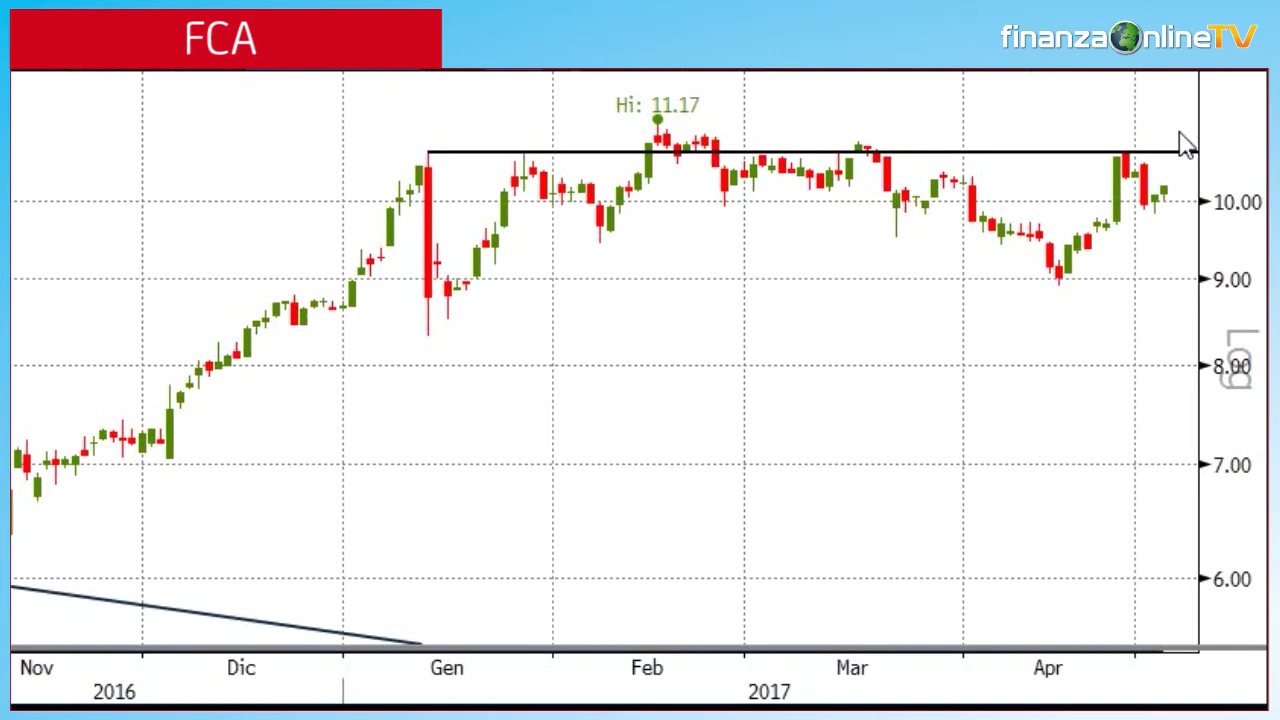 FCA
finanzaOnlineTV
Hi: 11.17
10.00
9.00
Log
8.00
7.00
6.00
Nov Dic Gen Feb Mar Apr
2016 2017